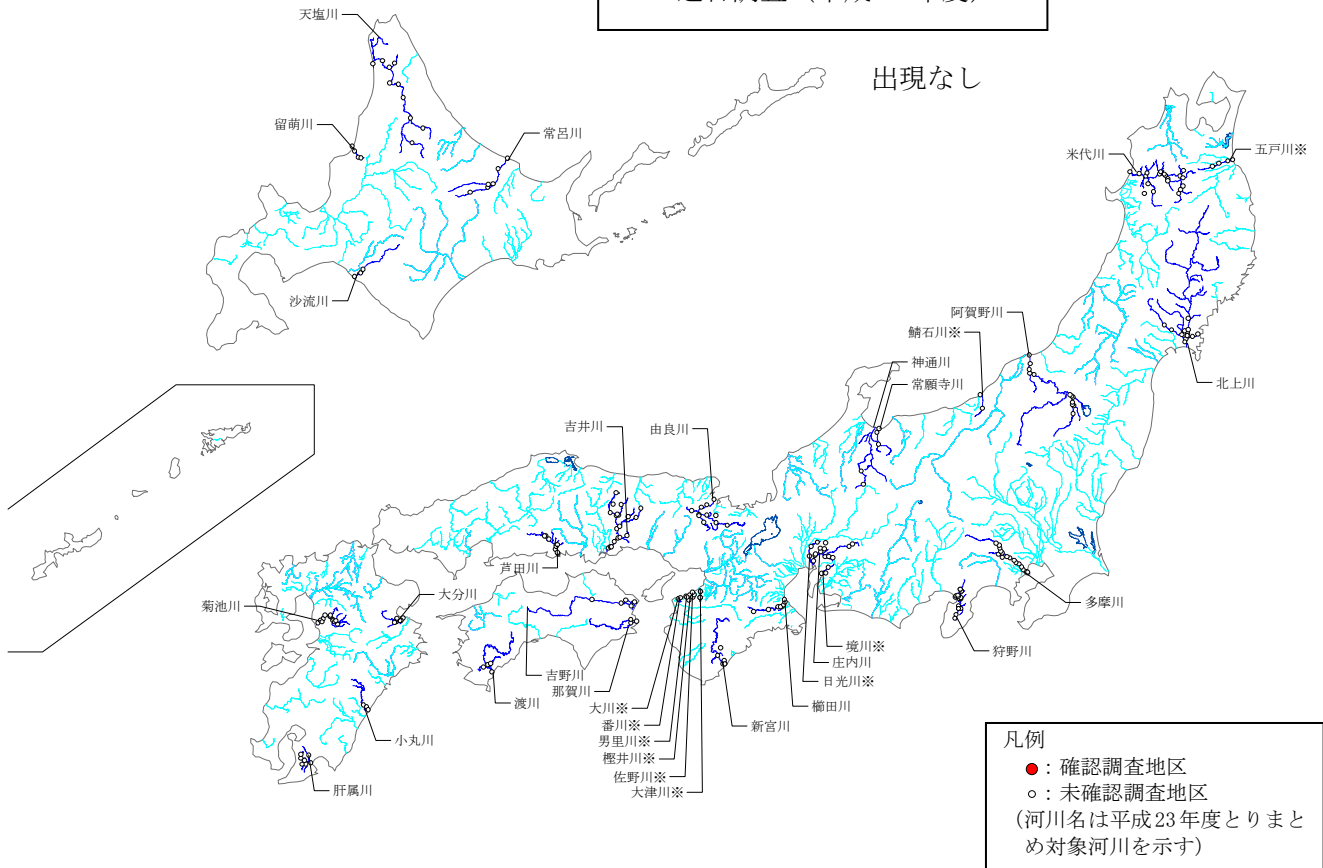 出現なし
天塩川
留萌川
常呂川
沙流川
米代川
五戸川※
阿賀野川
鯖石川※
神通川
常願寺川
北上川
吉井川
由良川
芦田川
大分川
菊池川
多摩川
狩野川
境川※
庄内川
日光川※
櫛田川
新宮川
吉野川
那賀川
大川※
番川※
男里川※
樫井川※
佐野川※
大津川※
渡川
小丸川
肝属川
凡例
●：確認調査地区
○：未確認調査地区
（河川名は平成23年度とりまと
め対象河川を示す）